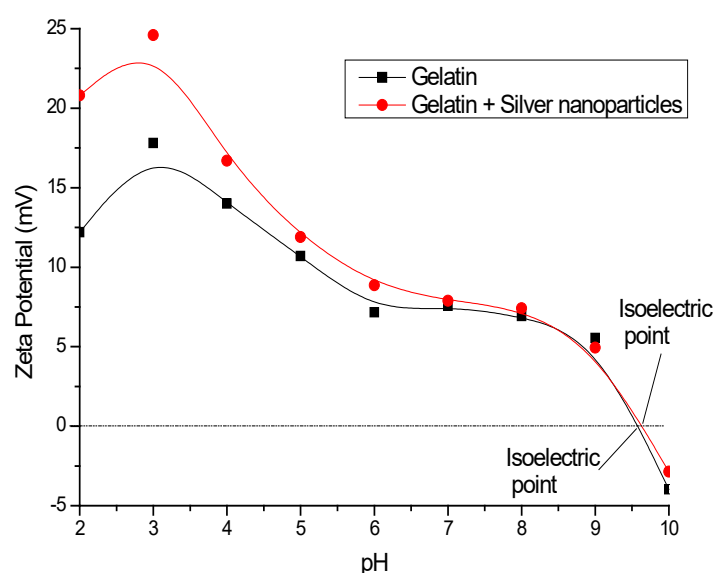 25
20
15
10
5
0
-5
Zeta Potential (mV)
Gelatin
Gelatin + Silver nanoparticles
Isoelectric
point
Isoelectric
point
2 3 4 5 6 7 8 9 10
pH